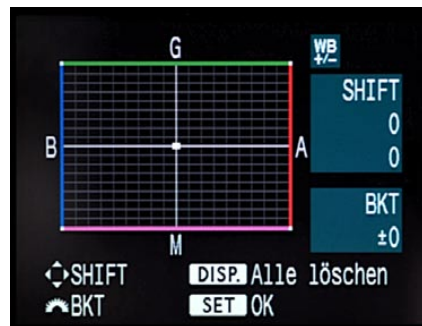 G
WB
+/-
SHIFT
0
0
B
A
BKT
±0
M
SHIFT
DISP. Alle löschen
BKT
SET OK